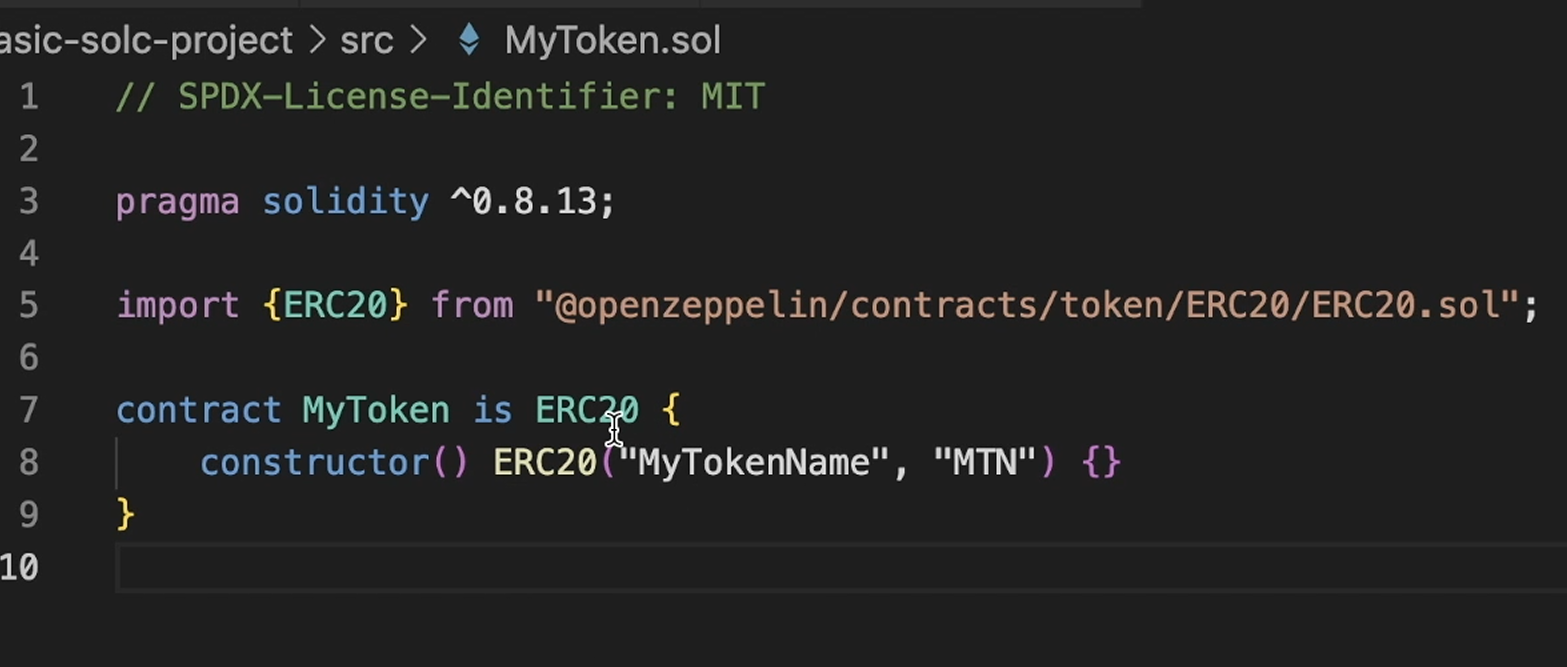 asic-solc-project > src > MyToken.sol
1 // SPDX-License-Identifier: MIT
2
3 pragma solidity ^0.8.13;
4
5 import {ERC20} from "@openzeppelin/contracts/token/ERC20/ERC20.sol";
6
7 contract MyToken is ERC20 {
8     constructor() ERC20("MyTokenName", "MTN") {}
9 }
10